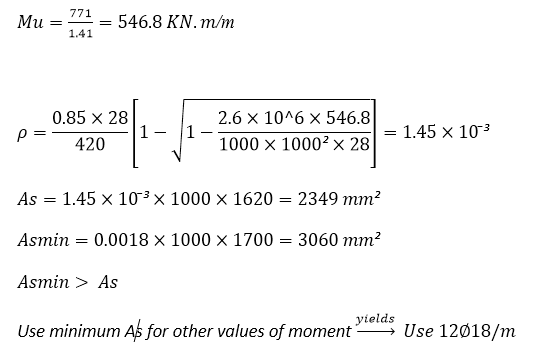 Mu = 771/1.41 = 546.8 KN.m/m
ρ = (0.85 × 28)/420 [1 − √(1 − (2.6 × 10^6 × 546.8)/(1000 × 1000² × 28))] = 1.45 × 10⁻³
As = 1.45 × 10⁻³ × 1000 × 1620 = 2349 mm²
Asmin = 0.0018 × 1000 × 1700 = 3060 mm²
Asmin > As
Use minimum As for other values of moment yields→ Use 12∅18/m